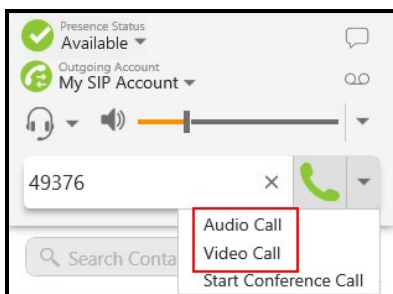 Presence Status
Available
Outgoing Account
My SIP Account
49376
Audio Call
Video Call
Search Conta
Start Conference Call